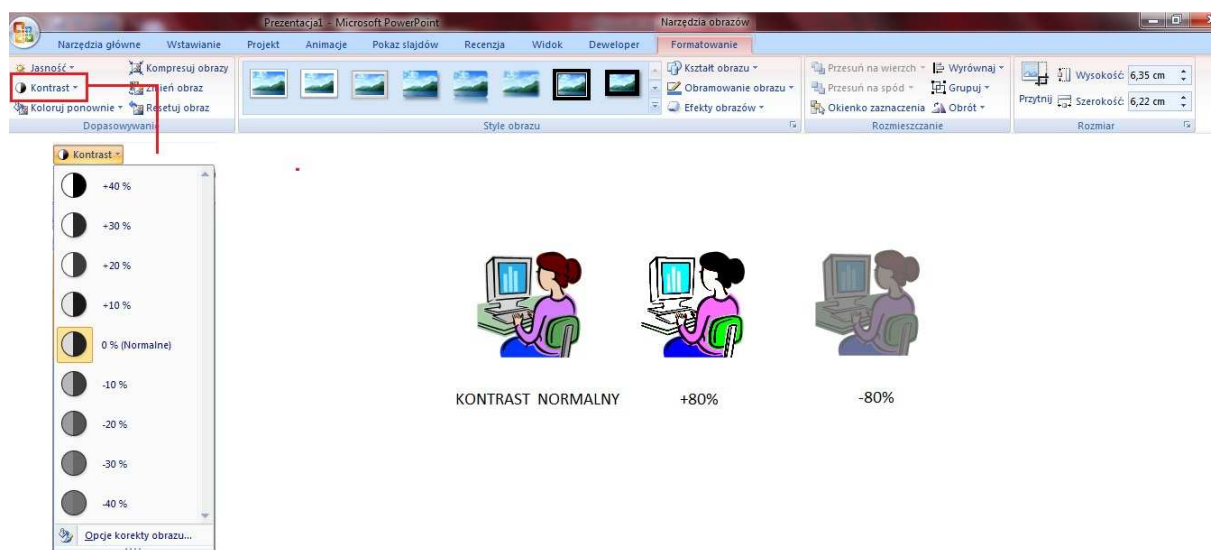 Prezentacja1 - Microsoft PowerPoint
Narzędzia obrazów
Narzędzia główne Wstawianie Projekt Animacje Pokaz slajdów Recenzja Widok Deweloper Formatowanie
Jasność Kompresuj obrazy Kształt obrazu Przesuń na wierzch Wyrównaj Wysokość: 6,35 cm
Kontrast Zmień obraz Obramowanie obrazu Przesuń na spód Grupuj
Koloruj ponownie Resetuj obraz Efekty obrazów Okienko zaznaczenia Obrót Przytnij Szerokość: 6,22 cm
Dopasowywanie Style obrazu Rozmieszczanie Rozmiar
Kontrast
+40 %
+30 %
+20 %
+10 %
0 % (Normalne)
-10 %
-20 %
-30 %
-40 %
Opcje korekty obrazu...
KONTRAST NORMALNY +80% -80%